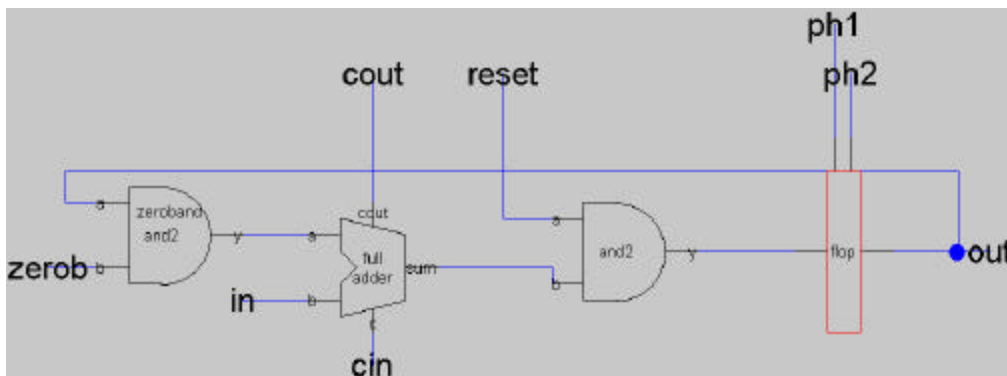 ph1
cout
reset
ph2
a
zeroband
and2
y
b
zerob
cout
a
full
adder
sum
b
c
in
cin
a
and2
y
b
flop
out